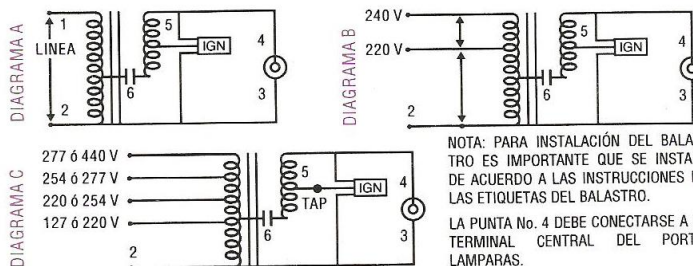 DIAGRAMA A
1
LINEA
2
5
IGN
4
3
6
DIAGRAMA B
240 V
220 V
2
5
IGN
4
3
6
DIAGRAMA C
277 ó 440 V
254 ó 277 V
220 ó 254 V
127 ó 220 V
2
5
TAP
IGN
4
3
6
NOTA: PARA INSTALACIÓN DEL BALA
TRO ES IMPORTANTE QUE SE INSTA
DE ACUERDO A LAS INSTRUCCIONES
LAS ETIQUETAS DEL BALASTRO.
LA PUNTA No. 4 DEBE CONECTARSE A
TERMINAL CENTRAL DEL PORT
LAMPARAS.